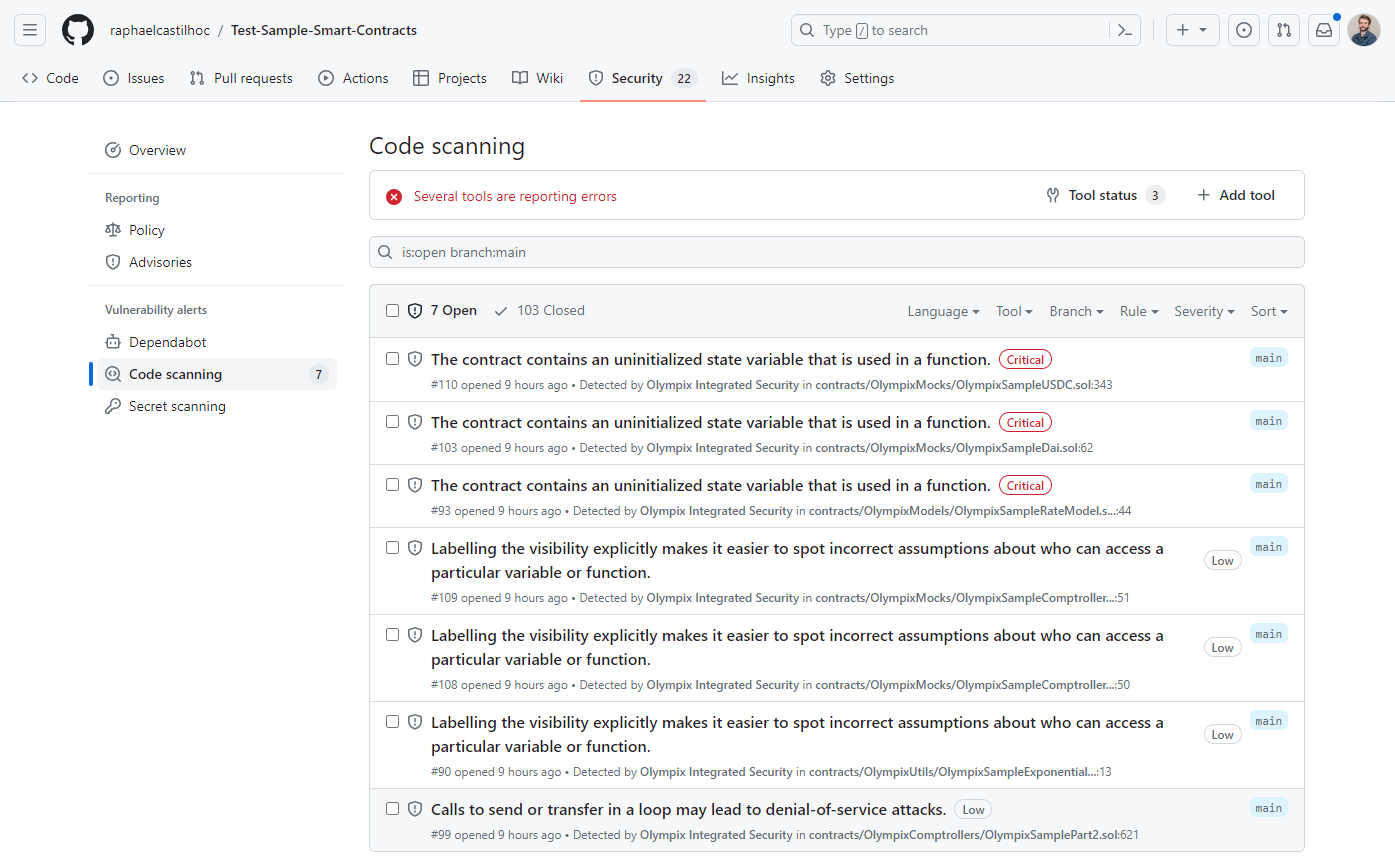 raphaelcastilhoc / Test-Sample-Smart-Contracts
Type / to search
Code
Issues
Pull requests
Actions
Projects
Wiki
Security 22
Insights
Settings
Overview
Reporting
Policy
Advisories
Vulnerability alerts
Dependabot
Code scanning 7
Secret scanning
Code scanning
Several tools are reporting errors
Tool status 3
Add tool
is:open branch:main
7 Open
103 Closed
Language
Tool
Branch
Rule
Severity
Sort
The contract contains an uninitialized state variable that is used in a function. Critical main
#110 opened 9 hours ago • Detected by Olympix Integrated Security in contracts/OlympixMocks/OlympixSampleUSDC.sol:343
The contract contains an uninitialized state variable that is used in a function. Critical main
#103 opened 9 hours ago • Detected by Olympix Integrated Security in contracts/OlympixMocks/OlympixSampleDai.sol:62
The contract contains an uninitialized state variable that is used in a function. Critical main
#93 opened 9 hours ago • Detected by Olympix Integrated Security in contracts/OlympixModels/OlympixSampleRateModel.s...:44
Labelling the visibility explicitly makes it easier to spot incorrect assumptions about who can access a
particular variable or function.
Low main
#109 opened 9 hours ago • Detected by Olympix Integrated Security in contracts/OlympixMocks/OlympixSampleComptroller...:51
Labelling the visibility explicitly makes it easier to spot incorrect assumptions about who can access a
particular variable or function.
Low main
#108 opened 9 hours ago • Detected by Olympix Integrated Security in contracts/OlympixMocks/OlympixSampleComptroller...:50
Labelling the visibility explicitly makes it easier to spot incorrect assumptions about who can access a
particular variable or function.
Low main
#90 opened 9 hours ago • Detected by Olympix Integrated Security in contracts/OlympixUtils/OlympixSampleExponential...:13
Calls to send or transfer in a loop may lead to denial-of-service attacks. Low main
#99 opened 9 hours ago • Detected by Olympix Integrated Security in contracts/OlympixComptrollers/OlympixSamplePart2.sol:621